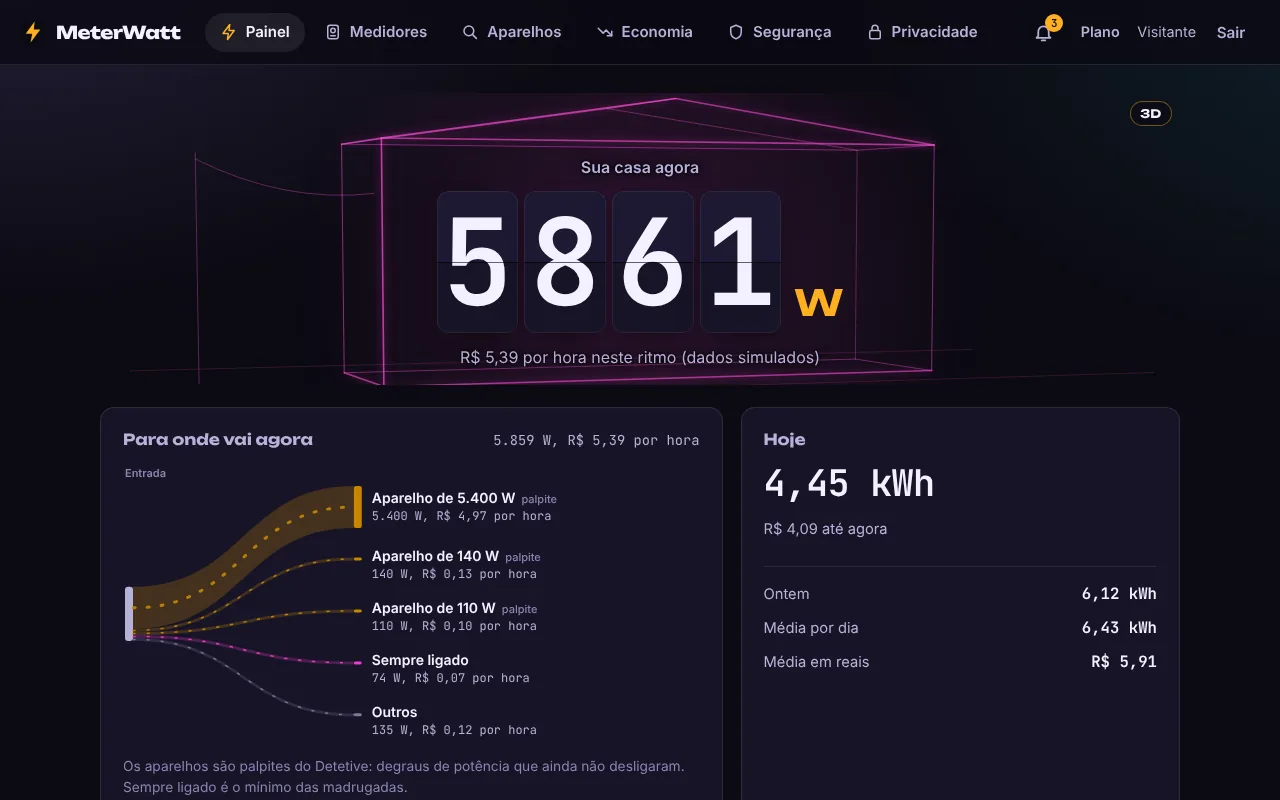 MeterWatt
Painel
Medidores
Aparelhos
Economia
Segurança
Privacidade
3
Plano
Visitante
Sair
3D
Sua casa agora
5861 W
R$ 5,39 por hora neste ritmo (dados simulados)
Para onde vai agora
5.859 W, R$ 5,39 por hora
Entrada
Aparelho de 5.400 W palpite
5.400 W, R$ 4,97 por hora
Aparelho de 140 W palpite
140 W, R$ 0,13 por hora
Aparelho de 110 W palpite
110 W, R$ 0,10 por hora
Sempre ligado
74 W, R$ 0,07 por hora
Outros
135 W, R$ 0,12 por hora
Os aparelhos são palpites do Detetive: degraus de potência que ainda não desligaram.
Sempre ligado é o mínimo das madrugadas.
Hoje
4,45 kWh
R$ 4,09 até agora
Ontem 6,12 kWh
Média por dia 6,43 kWh
Média em reais R$ 5,91